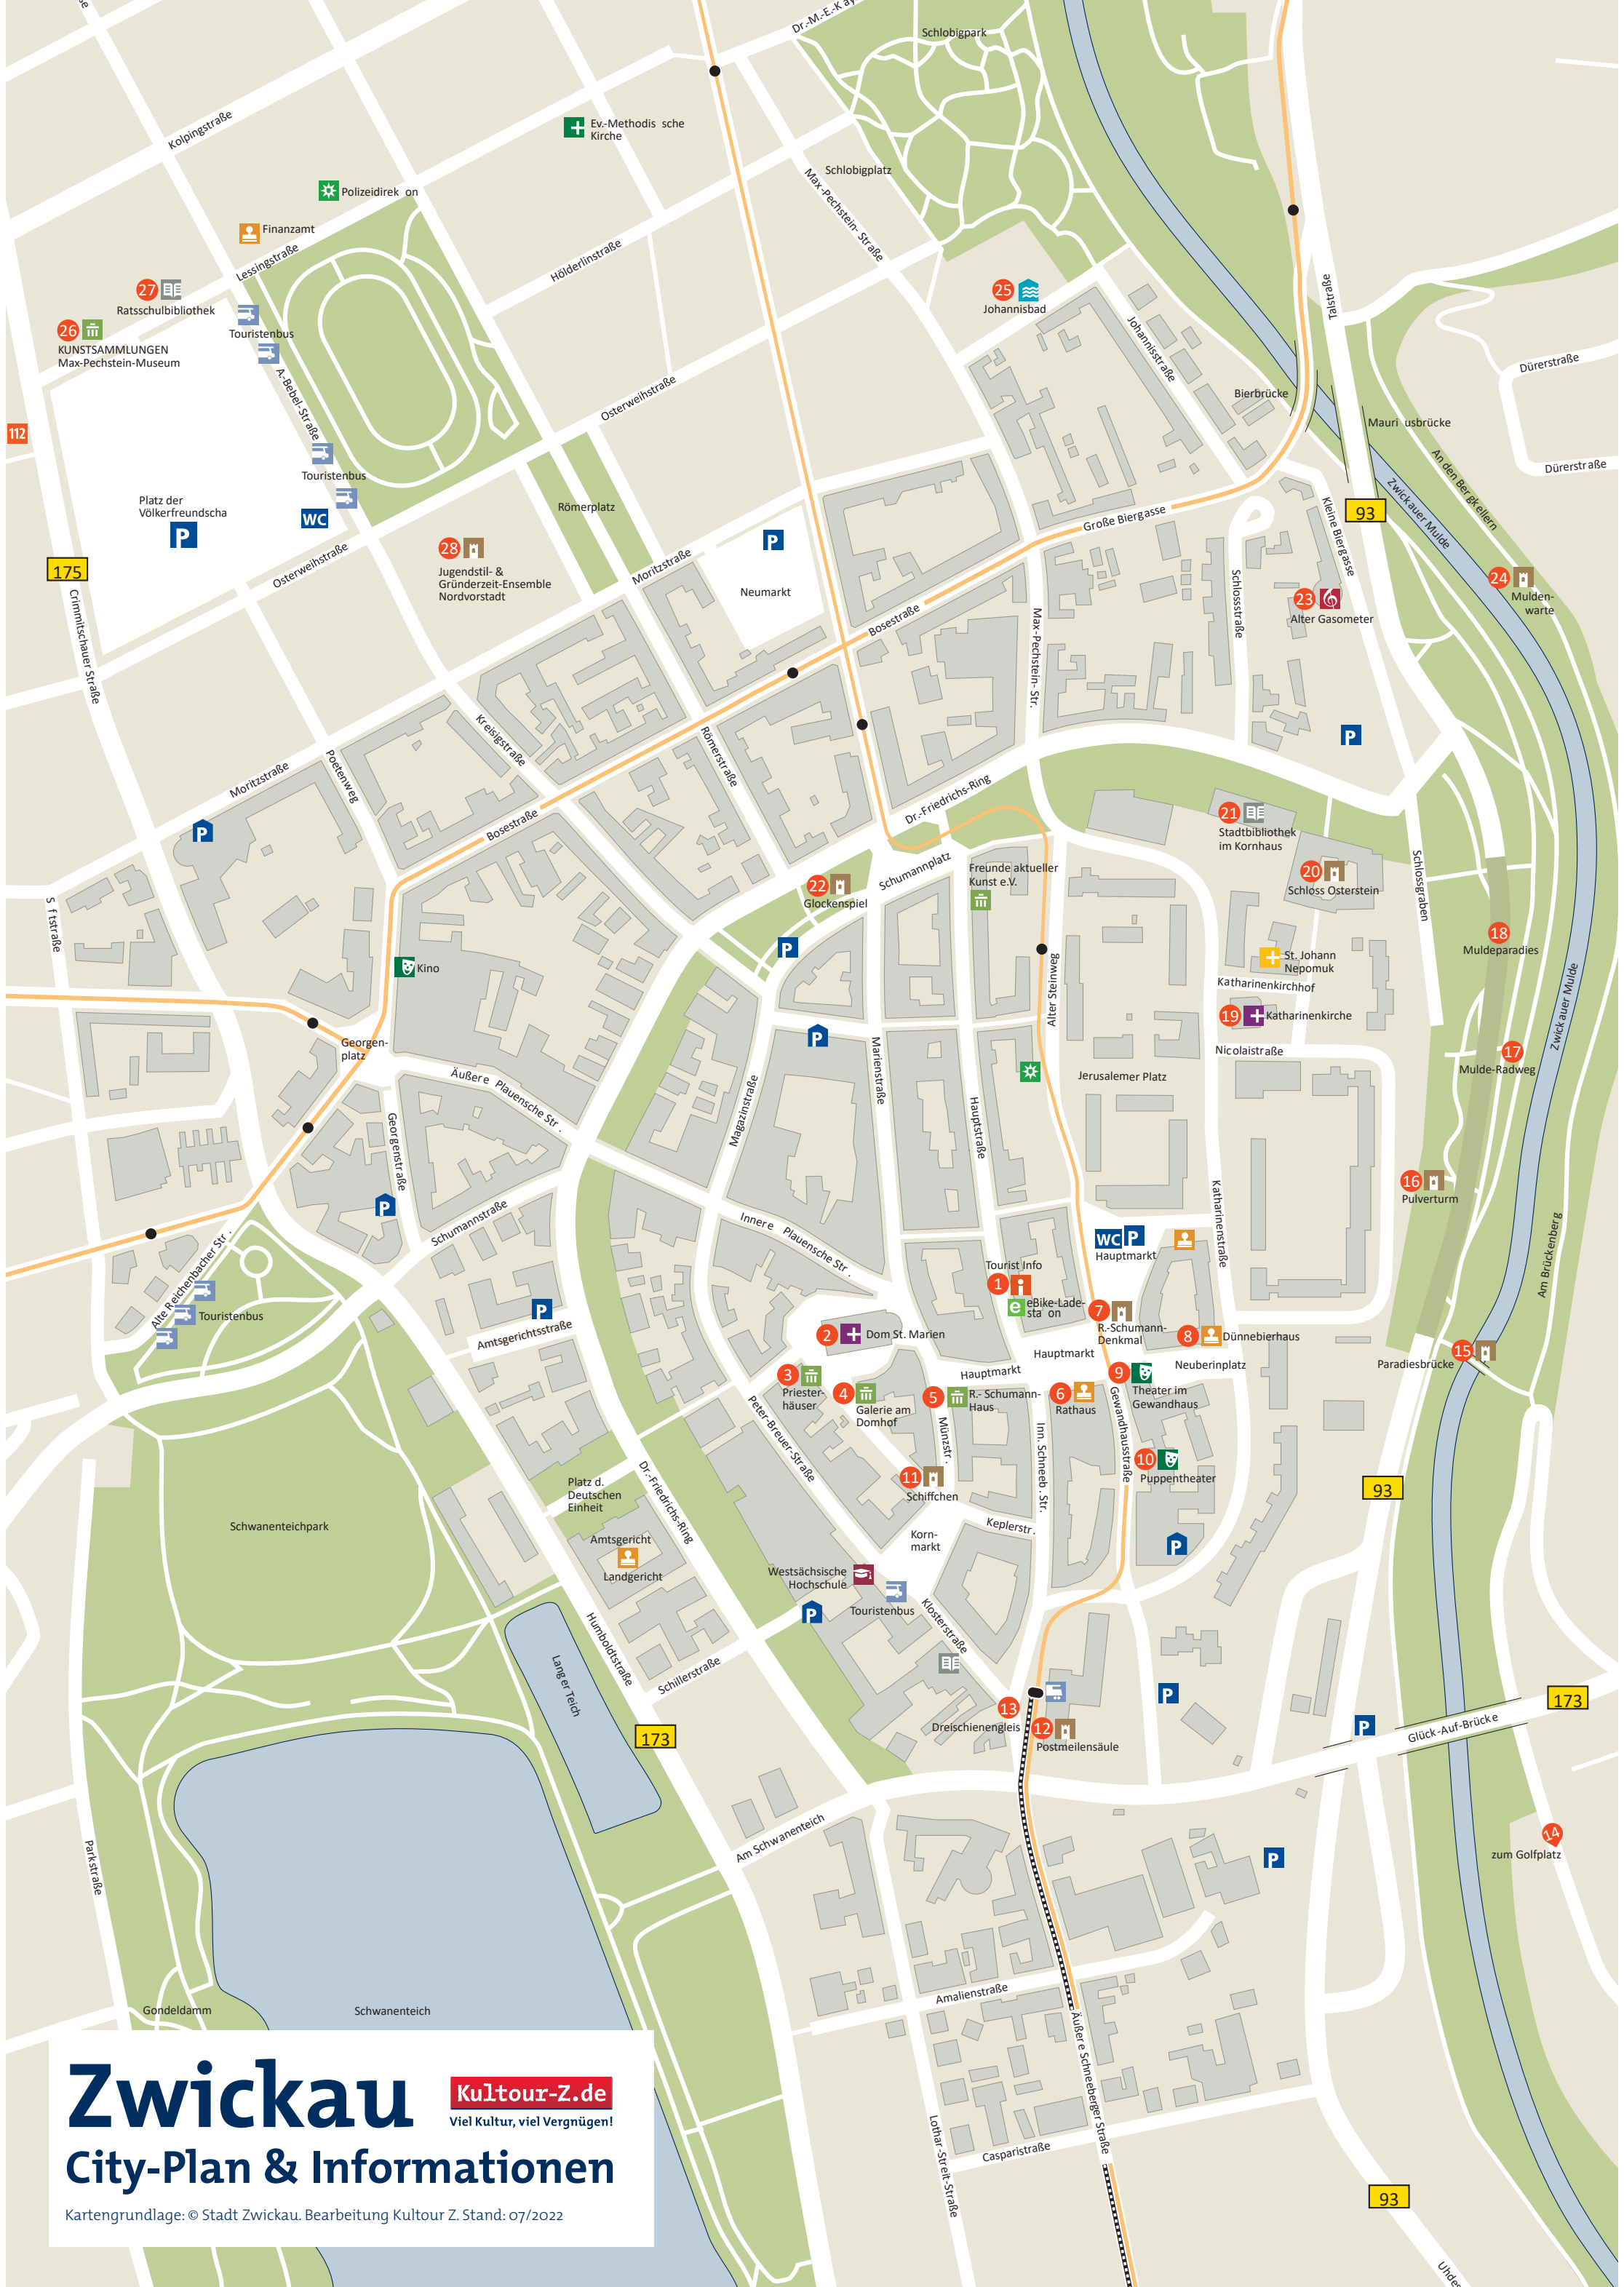 Dr.-M.-E.-Kay
Schlobigpark
Kolpingstraße
Ev.-Methodis sche
Kirche
Polizeidirek on
Schlobigplatz
Max-Pechstein-Straße
Finanzamt
Lessingstraße
Hölderlinstraße
27
Ratsschulbibliothek
26
KUNSTSAMMLUNGEN
Max-Pechstein-Museum
Touristenbus
25
Johannisbad
Talstraße
Johannisstraße
Dürerstraße
A.-Bebel-Straße
Osterweihstraße
Bierbrücke
Mauri usbrücke
112
An den Bergkellern
Dürerstraße
Touristenbus
Zwickauer Mulde
Platz der
Völkerfreundscha
P
WC
Römerplatz
Große Biergasse
Kleine Biergasse
93
P
28
Jugendstil- &
Gründerzeit-Ensemble
Nordvorstadt
Osterweihstraße
Moritzstraße
Neumarkt
175
Crimmitschauer Straße
Schlossstraße
24
Mulden-
warte
23
Alter Gasometer
Bosestraße
Max-Pechstein-Str.
Kreisigstraße
Römerstraße
P
Moritzstraße
Poetenweg
Dr.-Friedrichs-Ring
P
Bosestraße
21
Stadtbibliothek
im Kornhaus
Schumannplatz
Freunde aktueller
Kunst e.V.
20
Schloss Osterstein
Schlossgraben
22
Glockenspiel
S ftstraße
P
18
Muldeparadies
Kino
St. Johann
Nepomuk
Alter Steinweg
Katharinenkirchhof
Zwickauer Mulde
19
Katharinenkirche
P
Georgen-
platz
Marienstraße
Nicolaistraße
17
Mulde-Radweg
Äußere Plauensche Str.
Jerusalemer Platz
Magazinstraße
Hauptstraße
Georgenstraße
16
Pulverturm
P
Schumannstraße
Katharinenstraße
Innere Plauensche Str.
WC
P
Hauptmarkt
Am Brückenberg
Alte Reichenbacher Str.
Tourist Info
1
Touristenbus
P
e
eBike-Lade-
sta on
7
R.-Schumann-
Denkmal
Amtsgerichtsstraße
2
Dom St. Marien
8
Dünnebierhaus
Hauptmarkt
15
Paradiesbrücke
Neuberinplatz
Hauptmarkt
3
Priester-
häuser
4
Galerie am
Domhof
5
R.- Schumann-
Haus
6
Rathaus
9
Theater im
Gewandhaus
Peter-Breuer-Straße
Münzstr.
Inn. Schneeb. Str.
Gewandhausstraße
10
Puppentheater
11
Schiffchen
93
Platz d.
Deutschen
Einheit
Dr.-Friedrichs-Ring
Schwanenteichpark
Korn-
markt
Keplerstr.
Amtsgericht
Landgericht
P
Westsächsische
Hochschule
Touristenbus
P
Klosterstraße
Humboldtstraße
Langer Teich
Schillerstraße
13
Dreischienengleis
12
Postmeilensäule
P
P
173
Glück-Auf-Brücke
173
Am Schwanenteich
14
zum Golfplatz
P
Parkstraße
Amalienstraße
Gondeldamm
Schwanenteich
Äußere Schneeberger Straße
Lothar-Streit-Straße
Casparistraße
93
Uhdes
Zwickau
Kultour-Z.de
Viel Kultur, viel Vergnügen!
City-Plan & Informationen
Kartengrundlage: © Stadt Zwickau. Bearbeitung Kultour Z. Stand: 07/2022